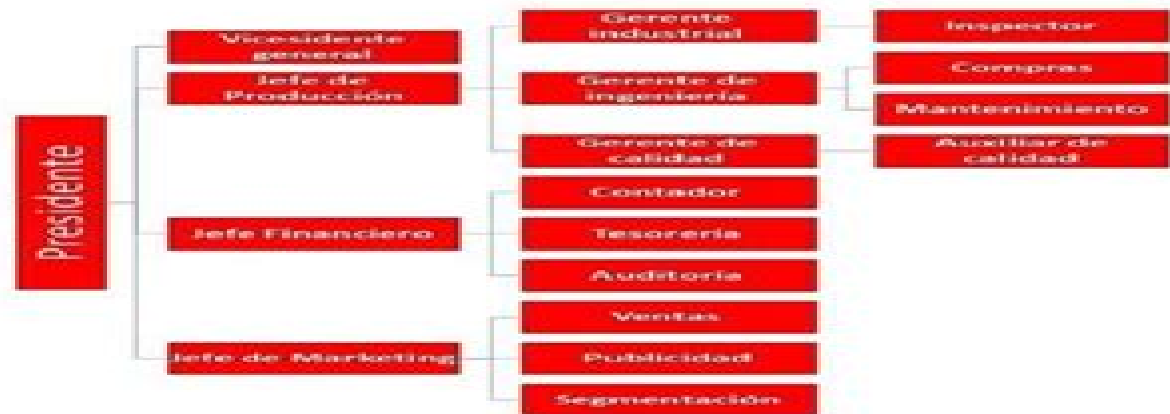 Presidente
Vicesidente
general
Jefe de
Producción
Jefe Financiero
Jefe de Marketing
Gerente
industrial
Gerente de
ingeniería
Gerente de
calidad
Contador
Tesorería
Auditoria
Ventas
Publicidad
Segmentación
Inspector
Compras
Mantenimiento
Auxiliar de
calidad